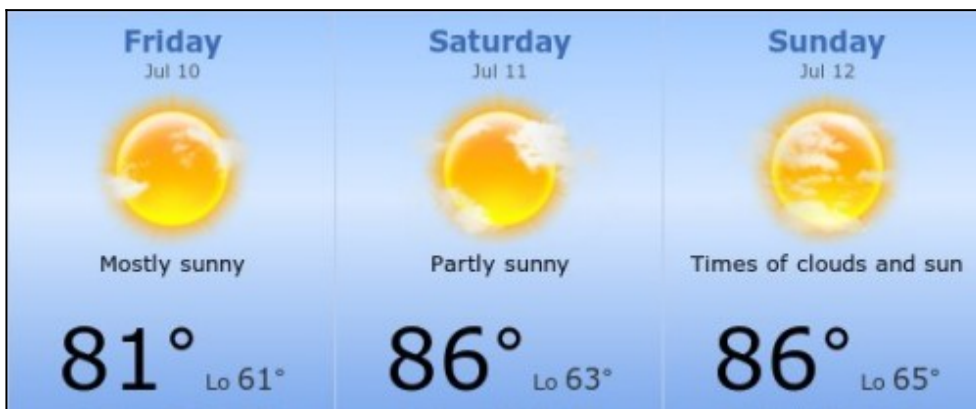 Friday
Jul 10
Mostly sunny
81° Lo 61°
Saturday
Jul 11
Partly sunny
86° Lo 63°
Sunday
Jul 12
Times of clouds and sun
86° Lo 65°